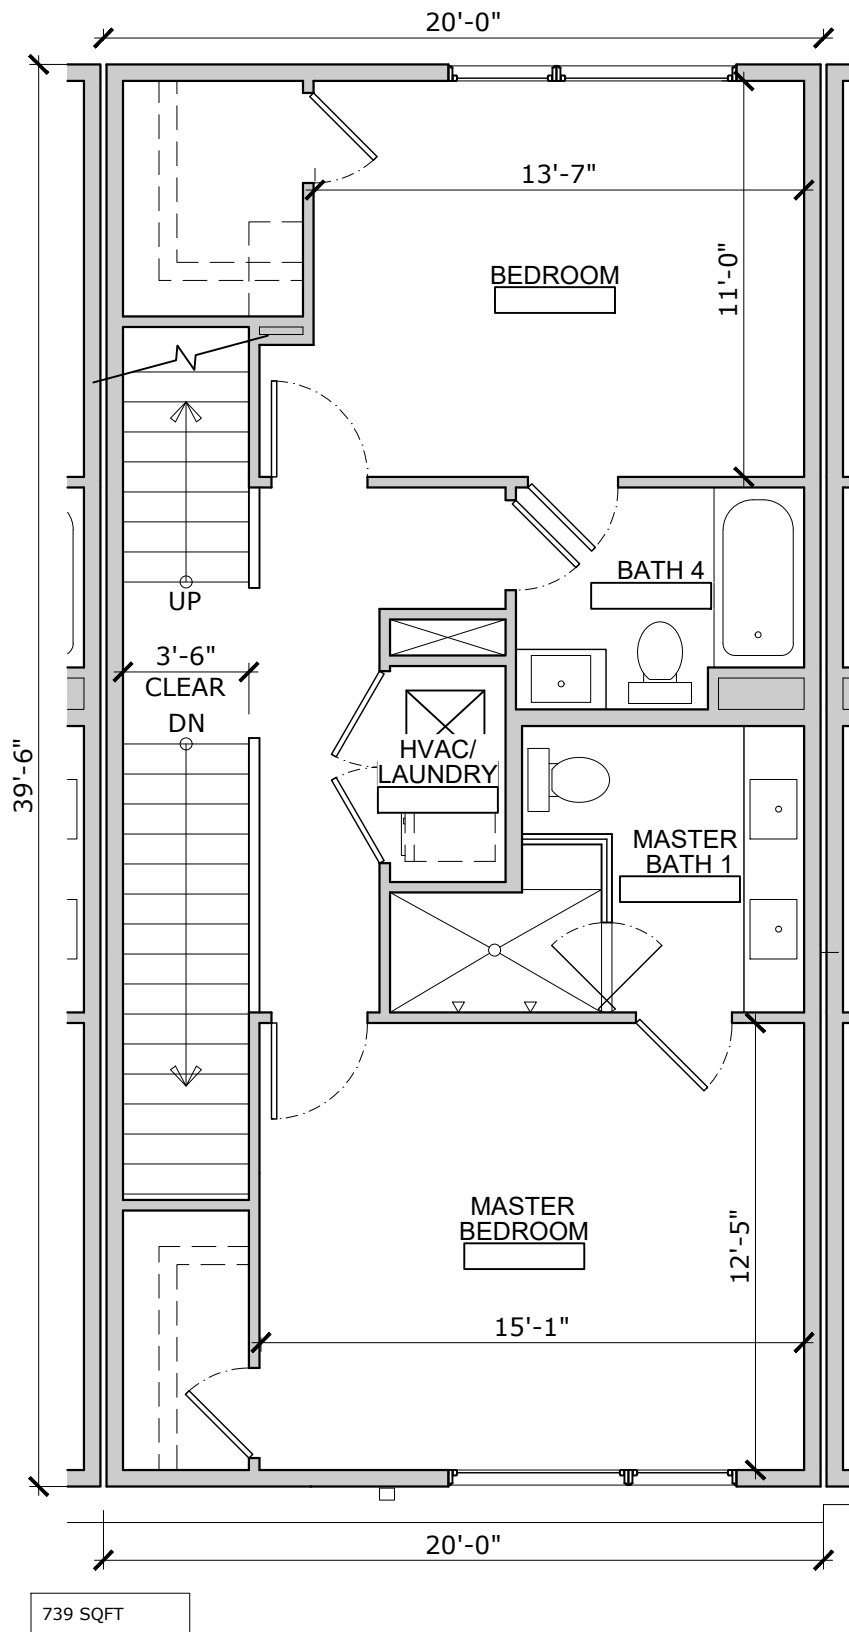 20'-0"
13'-7"
11'-0"
BEDROOM
BATH 4
UP
3'-6"
CLEAR
DN
39'-6"
HVAC/
LAUNDRY
MASTER
BATH 1
MASTER
BEDROOM
12'-5"
15'-1"
20'-0"
739 SQFT